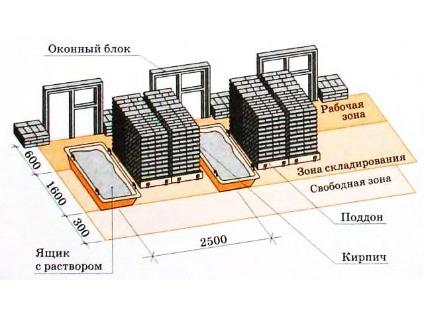 Оконный блок
Рабочая
зона
Зона складирования
Свободная зона
600
1600
300
2500
Поддон
Кирпич
Ящик
с раствором